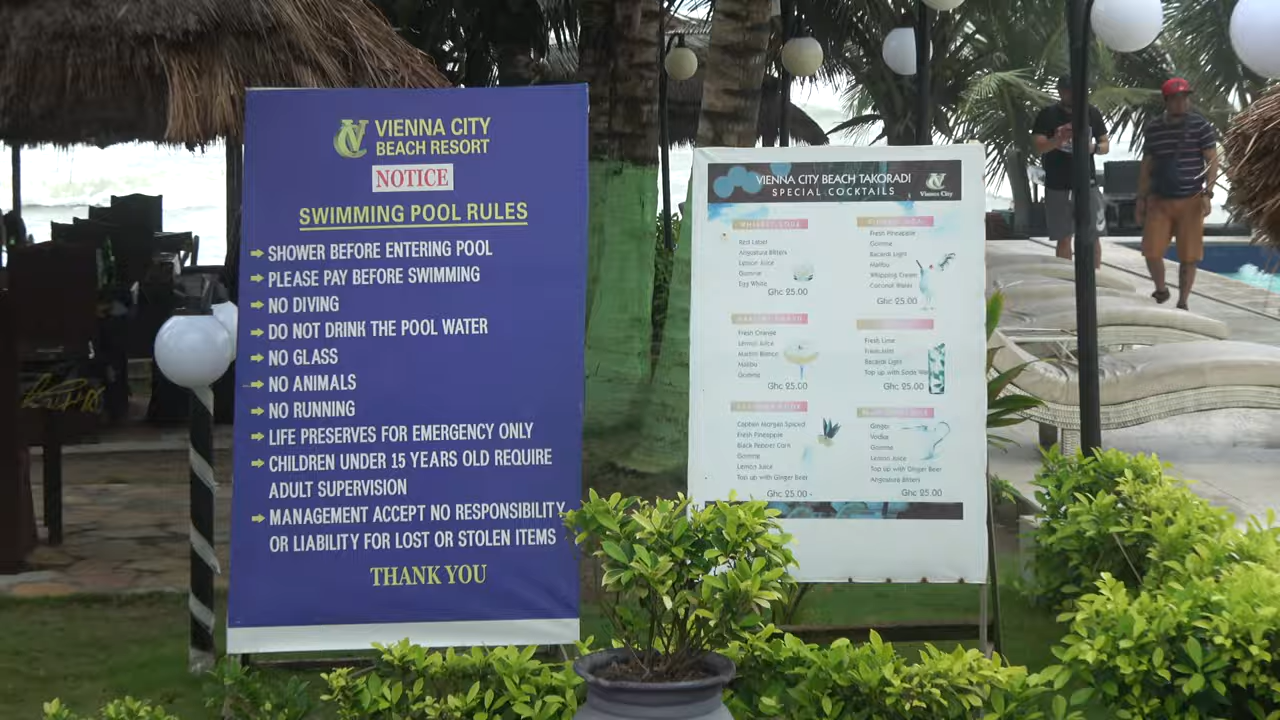 VIENNA CITY
BEACH RESORT
NOTICE
SWIMMING POOL RULES
SHOWER BEFORE ENTERING POOL
PLEASE PAY BEFORE SWIMMING
NO DIVING
DO NOT DRINK THE POOL WATER
NO GLASS
NO ANIMALS
NO RUNNING
LIFE PRESERVES FOR EMERGENCY ONLY
CHILDREN UNDER 15 YEARS OLD REQUIRE
ADULT SUPERVISION
MANAGEMENT ACCEPT NO RESPONSIBILITY
OR LIABILITY FOR LOST OR STOLEN ITEMS
THANK YOU
VIENNA CITY BEACH TAKORADI
SPECIAL COCKTAILS
Vienna City
Red Label
Angostura Bitters
Lemon Juice
Gomme
Egg White
Ghc 25.00
Fresh Pineapple
Gomme
Bacardi Light
Malibu
Whipping Cream
Coconut Water
Ghc 25.00
Fresh Orange
Lemon Juice
Martini Bianco
Malibu
Gomme
Ghc 25.00
Fresh Lime
Fresh Mint
Bacardi Light
Top up with Soda
Ghc 25.00
Captain Morgan Spiced
Fresh Pineapple
Black Pepper Corn
Gomme
Lemon Juice
Top up with Ginger Beer
Ghc 25.00
Ginger
Vodka
Gomme
Lemon Juice
Top up with Ginger Beer
Angostura Bitters
Ghc 25.00